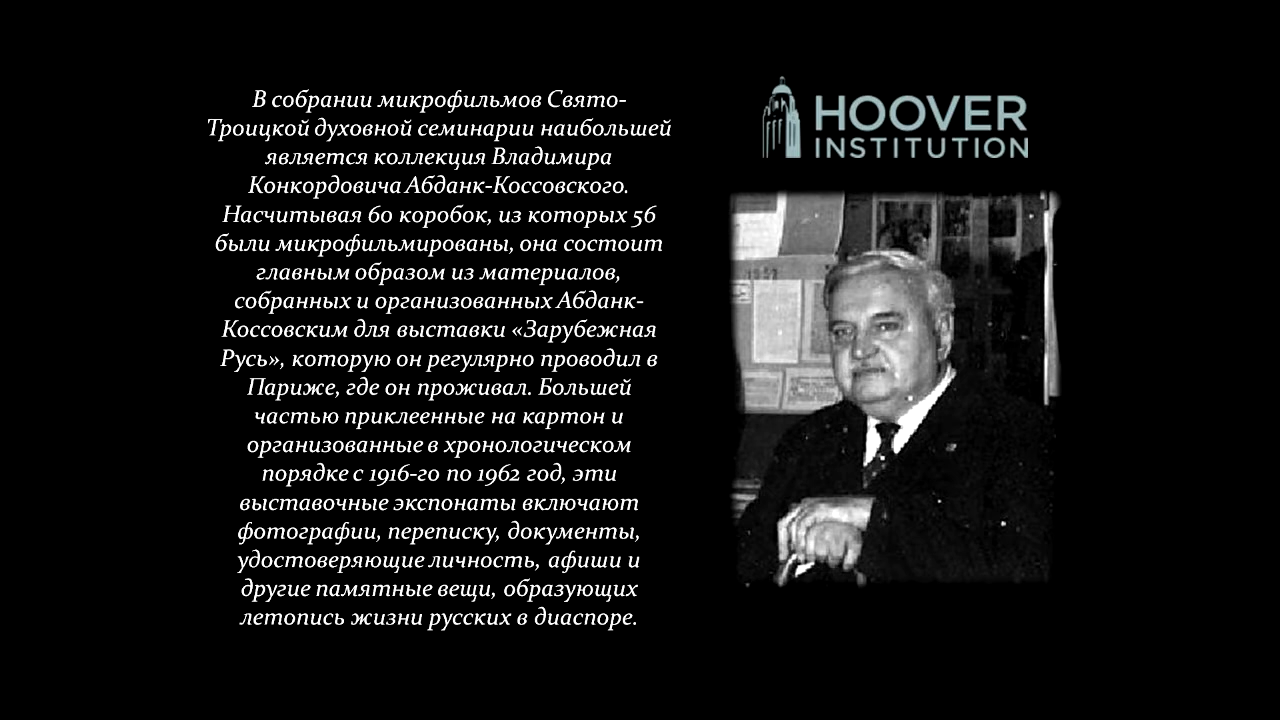 В собрании микрофильмов Свято-
Троицкой духовной семинарии наибольшей
является коллекция Владимира
Конкордовича Абданк-Коссовского.
Насчитывая 60 коробок, из которых 56
были микрофильмированы, она состоит
главным образом из материалов,
собранных и организованных Абданк-
Коссовским для выставки «Зарубежная
Русь», которую он регулярно проводил в
Париже, где он проживал. Большей
частью приклеенные на картон и
организованные в хронологическом
порядке с 1916-го по 1962 год, эти
выставочные экспонаты включают
фотографии, переписку, документы,
удостоверяющие личность, афиши и
другие памятные вещи, образующих
летопись жизни русских в диаспоре.
HOOVER
INSTITUTION